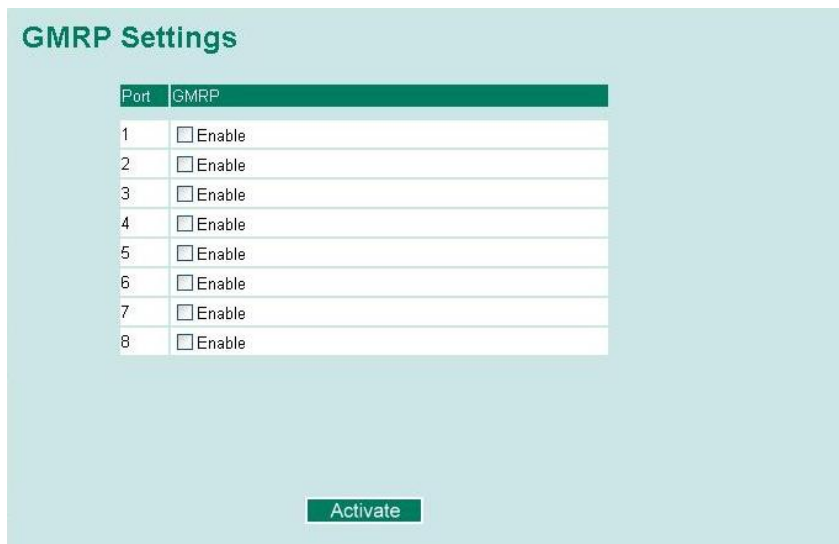 GMRP Settings
Port GMRP
1 Enable
2 Enable
3 Enable
4 Enable
5 Enable
6 Enable
7 Enable
8 Enable
Activate